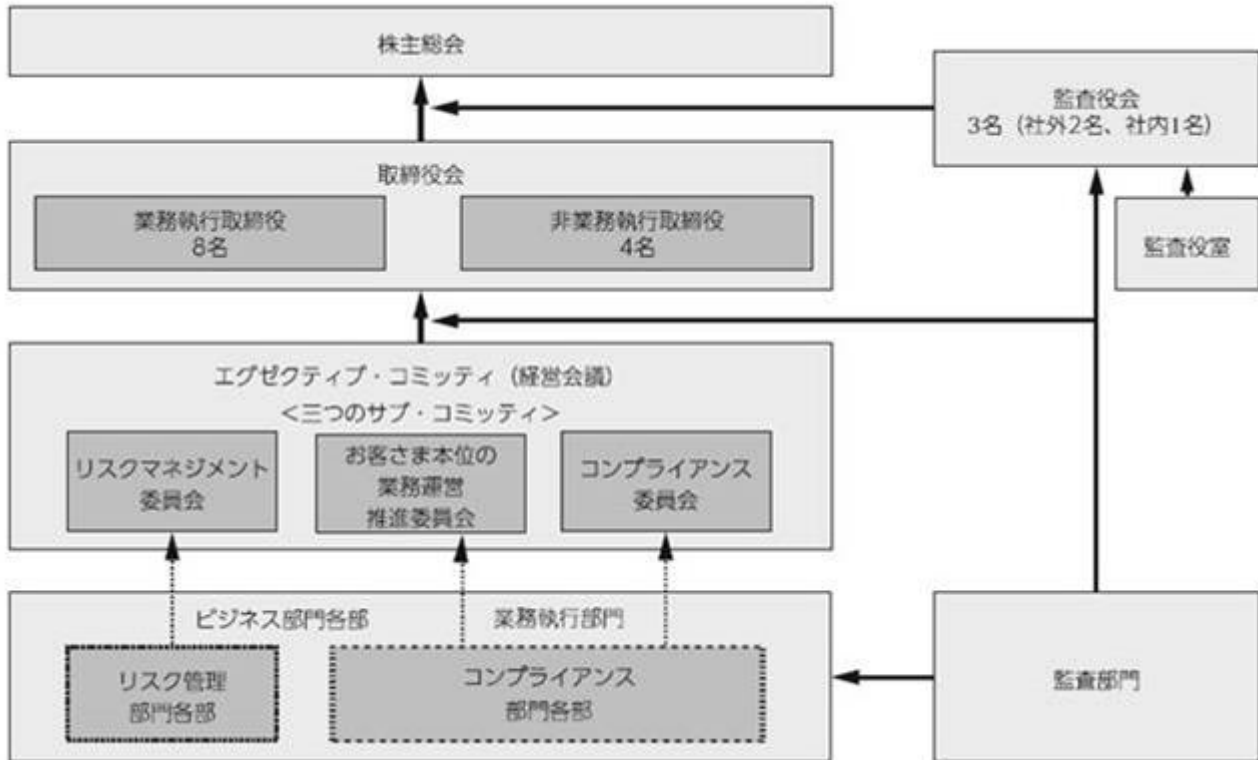 株主総会
監査役会
3名（社外2名、社内1名）
取締役会
業務執行取締役
8名
非業務執行取締役
4名
監査役室
エグゼクティブ・コミッティ（経営会議）
＜三つのサブ・コミッティ＞
リスクマネジメント
委員会
お客さま本位の
業務運営
推進委員会
コンプライアンス
委員会
ビジネス部門各部
業務執行部門
リスク管理
部門各部
コンプライアンス
部門各部
監査部門